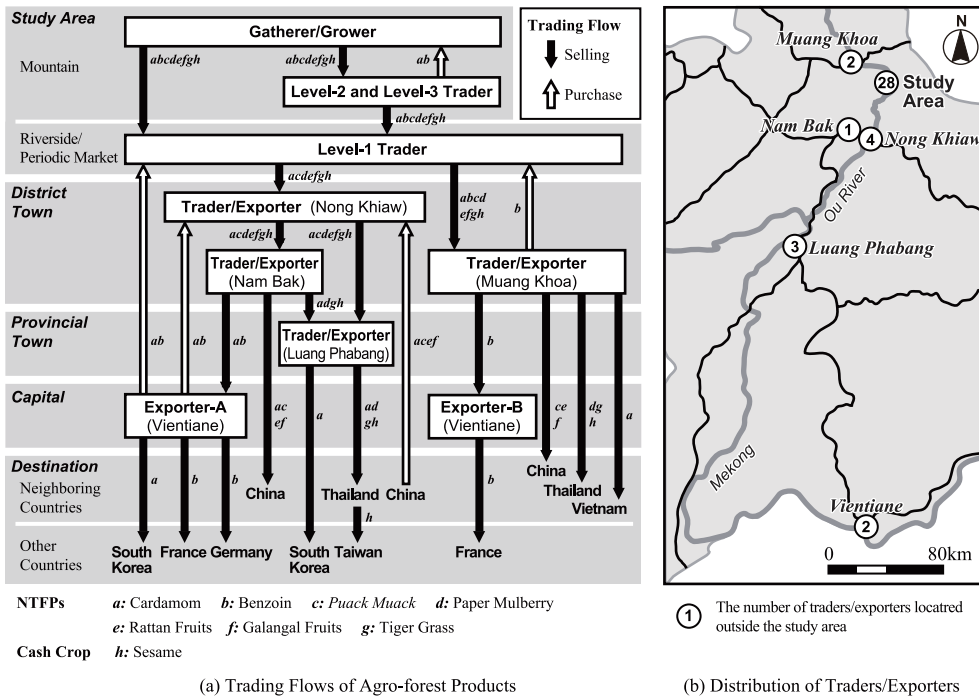 Study Area
Mountain
Gatherer/Grower
abcdefgh
abcdefgh
ab
Level-2 and Level-3 Trader
abcdefgh
Trading Flow
Selling
Purchase
Riverside/
Periodic Market
Level-1 Trader
District
Town
acdefgh
abcd
efgh
b
Trader/Exporter (Nong Khiaw)
acdefgh
acdefgh
Trader/Exporter
(Nam Bak)
Trader/Exporter
(Muang Khoa)
adgh
Provincial
Town
Trader/Exporter
(Luang Phabang)
ab
ab
ab
acef
b
Capital
Exporter-A
(Vientiane)
ac
ef
a
ad
gh
Exporter-B
(Vientiane)
ce
f
dg
h
a
Destination
Neighboring
Countries
a
b
b
China
Thailand
China
b
China
Thailand
Vietnam
h
Other
Countries
South
Korea
France
Germany
South
Korea
Taiwan
France
NTFPs a: Cardamom b: Benzoin c: Puack Muack d: Paper Mulberry
e: Rattan Fruits f: Galangal Fruits g: Tiger Grass
Cash Crop h: Sesame
(a) Trading Flows of Agro-forest Products
N
Muang Khoa
2
28
Study
Area
Nam Bak
1
4
Nong Khiaw
Ou River
3
Luang Phabang
Mekong
Vientiane
2
0 80km
1 The number of traders/exporters locatred
outside the study area
(b) Distribution of Traders/Exporters